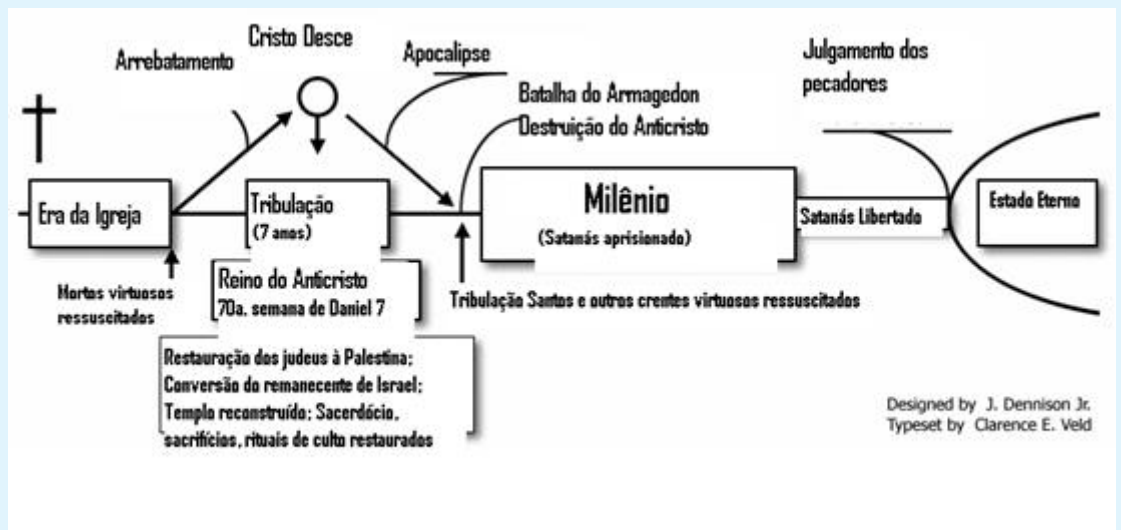 Cristo Desce
Arrebatamento
Apocalipse
Julgamento dos
pecadores
Batalha do Armagedon
Destruição do Anticristo
Era da Igreja
Tribulação
(7 anos)
Milênio
(Satanás aprisionado)
Satanás Libertado
Estado Eterno
Mortos virtuosos
ressuscitados
Reino do Anticristo
70a. semana de Daniel 7
Tribulação Santos e outros crentes virtuosos ressuscitados
Restauração dos judeus à Palestina;
Conversão do remanecente de Israel;
Templo reconstruído; Sacerdócio,
sacrifícios, rituais de culto restaurados
Designed by J. Dennison Jr.
Typeset by Clarence E. Veld